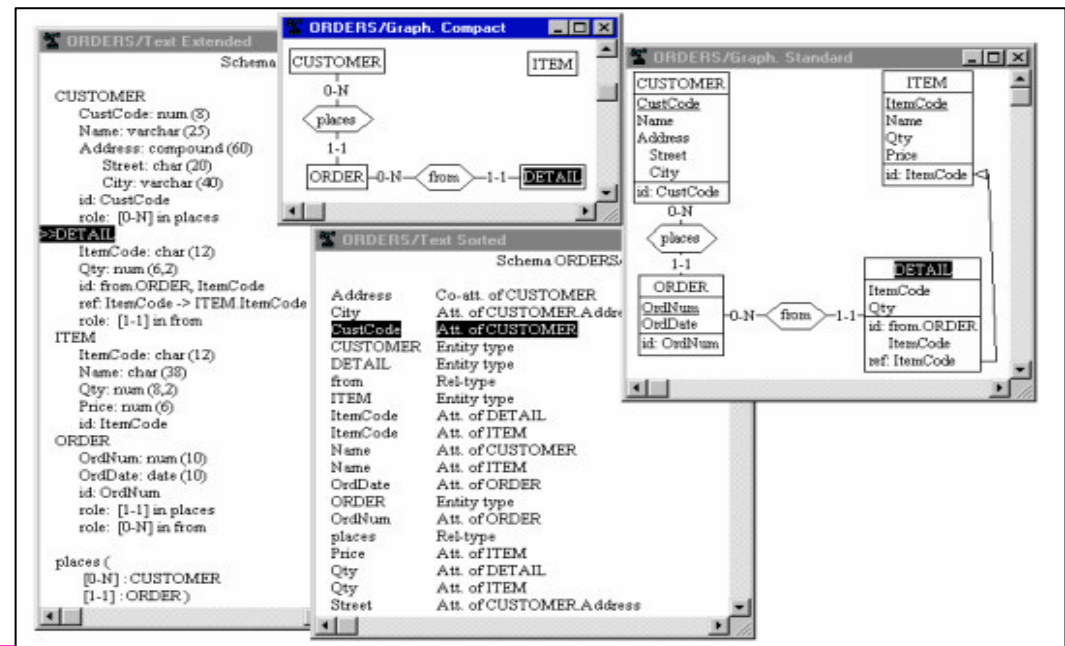 ORDERS/Text Extended
Schema
CUSTOMER
CustCode: num (8)
Name: varchar (25)
Address: compound (60)
Street: char (20)
City: varchar (40)
id: CustCode
role: [0-N] in places
>>DETAIL
ItemCode: char (12)
Qty: num (6,2)
id: from.ORDER, ItemCode
ref: ItemCode -> ITEM.ItemCode
role: [1-1] in from
ITEM
ItemCode: char (12)
Name: char (38)
Qty: num (8,2)
Price: num (6)
id: ItemCode
ORDER
OrdNum: num (10)
OrdDate: date (10)
id: OrdNum
role: [1-1] in places
role: [0-N] in from
places (
[0-N] : CUSTOMER
[1-1] : ORDER )
ORDERS/Graph. Compact
CUSTOMER
ITEM
0-N
places
1-1
ORDER 0-N from 1-1 DETAIL
ORDERS/Text Sorted
Schema ORDERS
Address Co-att. of CUSTOMER
City Att. of CUSTOMER.Addre
CustCode Att. of CUSTOMER
CUSTOMER Entity type
DETAIL Entity type
from Rel-type
ITEM Entity type
ItemCode Att. of DETAIL
ItemCode Att. of ITEM
Name Att. of CUSTOMER
Name Att. of ITEM
OrdDate Att. of ORDER
ORDER Entity type
OrdNum Att. of ORDER
places Rel-type
Price Att. of ITEM
Qty Att. of DETAIL
Qty Att. of ITEM
Street Att. of CUSTOMER.Address
ORDERS/Graph. Standard
CUSTOMER
CustCode
Name
Address
Street
City
id: CustCode
0-N
places
1-1
ORDER
OrdNum
OrdDate
id: OrdNum
0-N from 1-1
ITEM
ItemCode
Name
Qty
Price
id: ItemCode
DETAIL
ItemCode
Qty
id: from.ORDER
ItemCode
ref: ItemCode